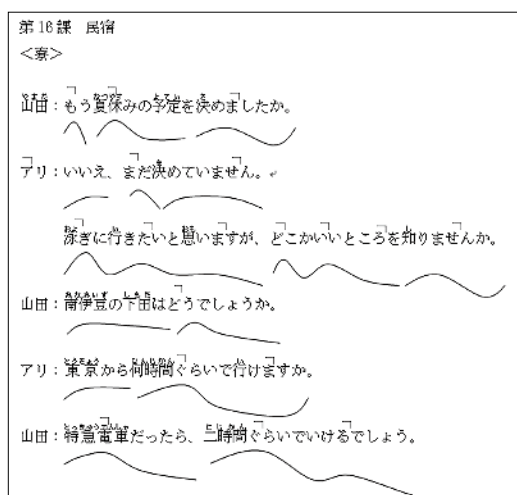 第16課 民宿
<寮>
山田：もう夏休みの予定を決めましたか。
アリ：いいえ、まだ決めていません。
泳ぎに行きたいと思いますが、どこかいいところを知りませんか。
山田：南伊豆の下田はどうでしょうか。
アリ：東京から何時間ぐらいで行けますか。
山田：特急電車だったら、二時間ぐらいでいけるでしょう。